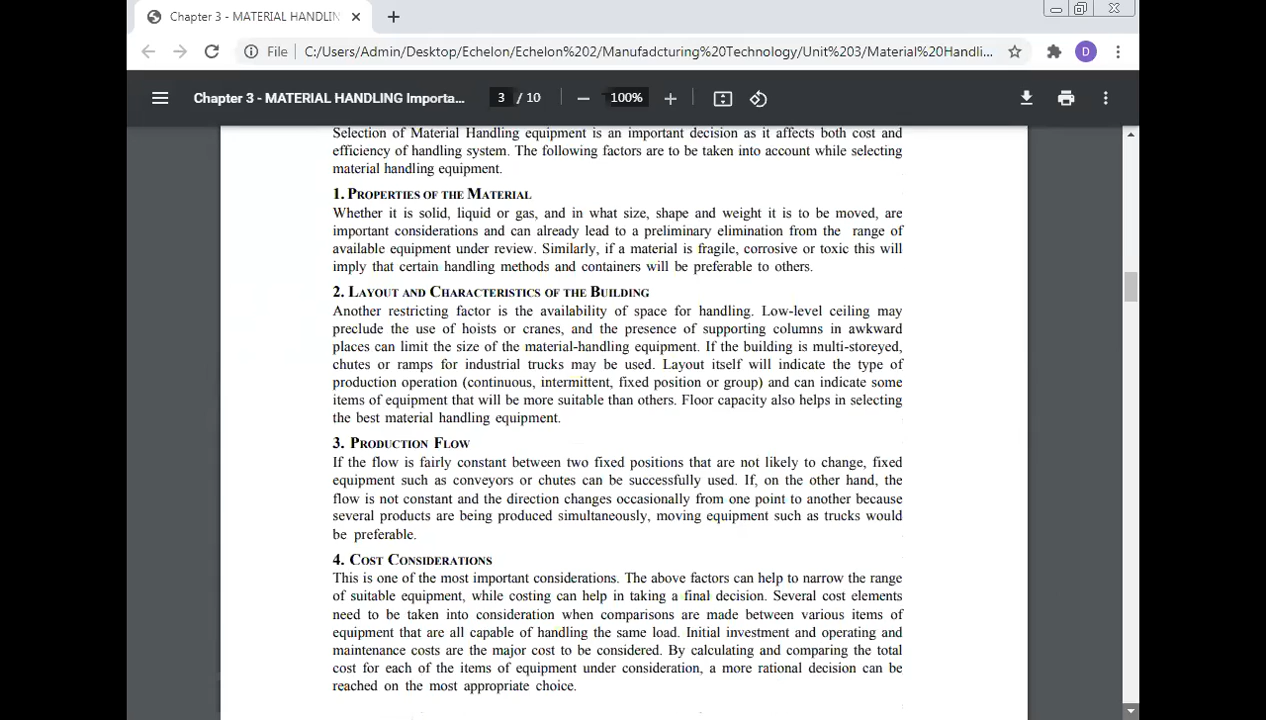 Chapter 3 - MATERIAL HANDLIN
File C:/Users/Admin/Desktop/Echelon/Echelon%202/Manufadcturing%20Technology/Unit%203/Material%20Handli... D
Chapter 3 - MATERIAL HANDLING Importa... 3 / 10 100%
Selection of Material Handling equipment is an important decision as it affects both cost and
efficiency of handling system. The following factors are to be taken into account while selecting
material handling equipment.
1. PROPERTIES OF THE MATERIAL
Whether it is solid, liquid or gas, and in what size, shape and weight it is to be moved, are
important considerations and can already lead to a preliminary elimination from the range of
available equipment under review. Similarly, if a material is fragile, corrosive or toxic this will
imply that certain handling methods and containers will be preferable to others.
2. LAYOUT AND CHARACTERISTICS OF THE BUILDING
Another restricting factor is the availability of space for handling. Low-level ceiling may
preclude the use of hoists or cranes, and the presence of supporting columns in awkward
places can limit the size of the material-handling equipment. If the building is multi-storeyed,
chutes or ramps for industrial trucks may be used. Layout itself will indicate the type of
production operation (continuous, intermittent, fixed position or group) and can indicate some
items of equipment that will be more suitable than others. Floor capacity also helps in selecting
the best material handling equipment.
3. PRODUCTION FLOW
If the flow is fairly constant between two fixed positions that are not likely to change, fixed
equipment such as conveyors or chutes can be successfully used. If, on the other hand, the
flow is not constant and the direction changes occasionally from one point to another because
several products are being produced simultaneously, moving equipment such as trucks would
be preferable.
4. COST CONSIDERATIONS
This is one of the most important considerations. The above factors can help to narrow the range
of suitable equipment, while costing can help in taking a final decision. Several cost elements
need to be taken into consideration when comparisons are made between various items of
equipment that are all capable of handling the same load. Initial investment and operating and
maintenance costs are the major cost to be considered. By calculating and comparing the total
cost for each of the items of equipment under consideration, a more rational decision can be
reached on the most appropriate choice.